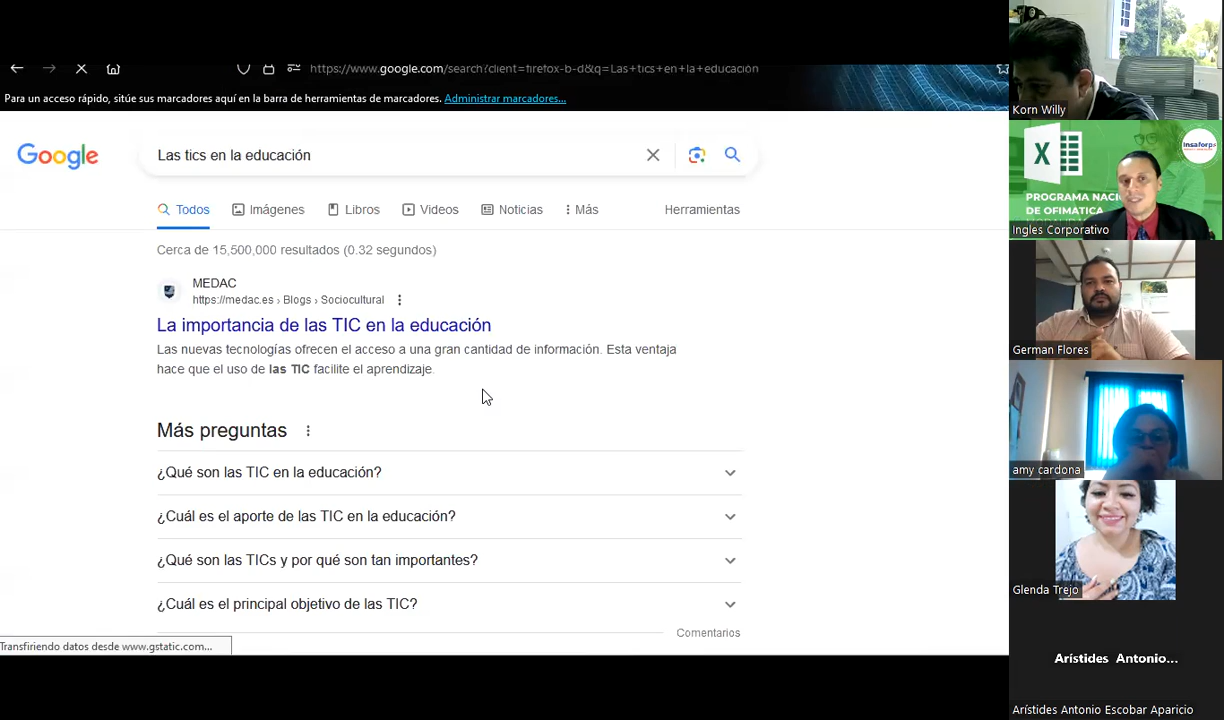 https://www.google.com/search?client=firefox-b-d&q=Las+tics+en+la+educación
Para un acceso rápido, sitúe sus marcadores aquí en la barra de herramientas de marcadores. Administrar marcadores...
Google
Las tics en la educación
Todos
Imágenes
Libros
Videos
Noticias
Más
Herramientas
Cerca de 15,500,000 resultados (0.32 segundos)
MEDAC
https://medac.es › Blogs › Sociocultural
La importancia de las TIC en la educación
Las nuevas tecnologías ofrecen el acceso a una gran cantidad de información. Esta ventaja
hace que el uso de las TIC facilite el aprendizaje.
Más preguntas
¿Qué son las TIC en la educación?
¿Cuál es el aporte de las TIC en la educación?
¿Qué son las TICs y por qué son tan importantes?
¿Cuál es el principal objetivo de las TIC?
Comentarios
Transfiriendo datos desde www.gstatic.com...
Korn Willy
X
insaforp
PROGRAMA NACI
DE OFIMATICA
Ingles Corporativo
German Flores
amy cardona
Glenda Trejo
Arístides Antonio...
Arístides Antonio Escobar Aparicio